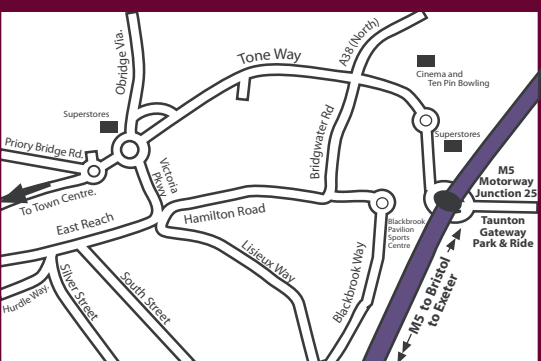 Obridge Via.
Tone Way
A38 (North)
Cinema and
Ten Pin Bowling
Superstores
Superstores
Priory Bridge Rd.
Victoria
Pkwy
Bridgwater Rd
M5
Motorway
Junction 25
To Town Centre.
East Reach
Hamilton Road
Blackbrook
Pavilion
Sports
Centre
Taunton
Gateway
Park & Ride
Lisieux Way
Blackbrook Way
Hurdle Way.
Silver Street
South Street
M5 to Bristol
to Exeter